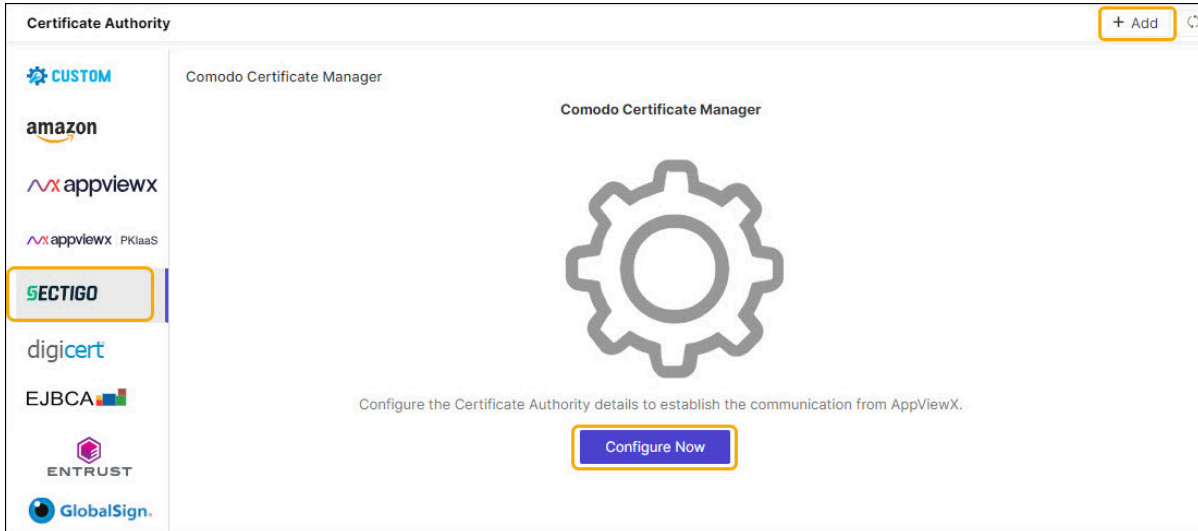 Certificate Authority
+ Add
CUSTOM
Comodo Certificate Manager
Comodo Certificate Manager
amazon
appviewx
appviewx | PKIaaS
SECTIGO
digicert
EJBCA
Configure the Certificate Authority details to establish the communication from AppViewX.
Configure Now
ENTRUST
GlobalSign.